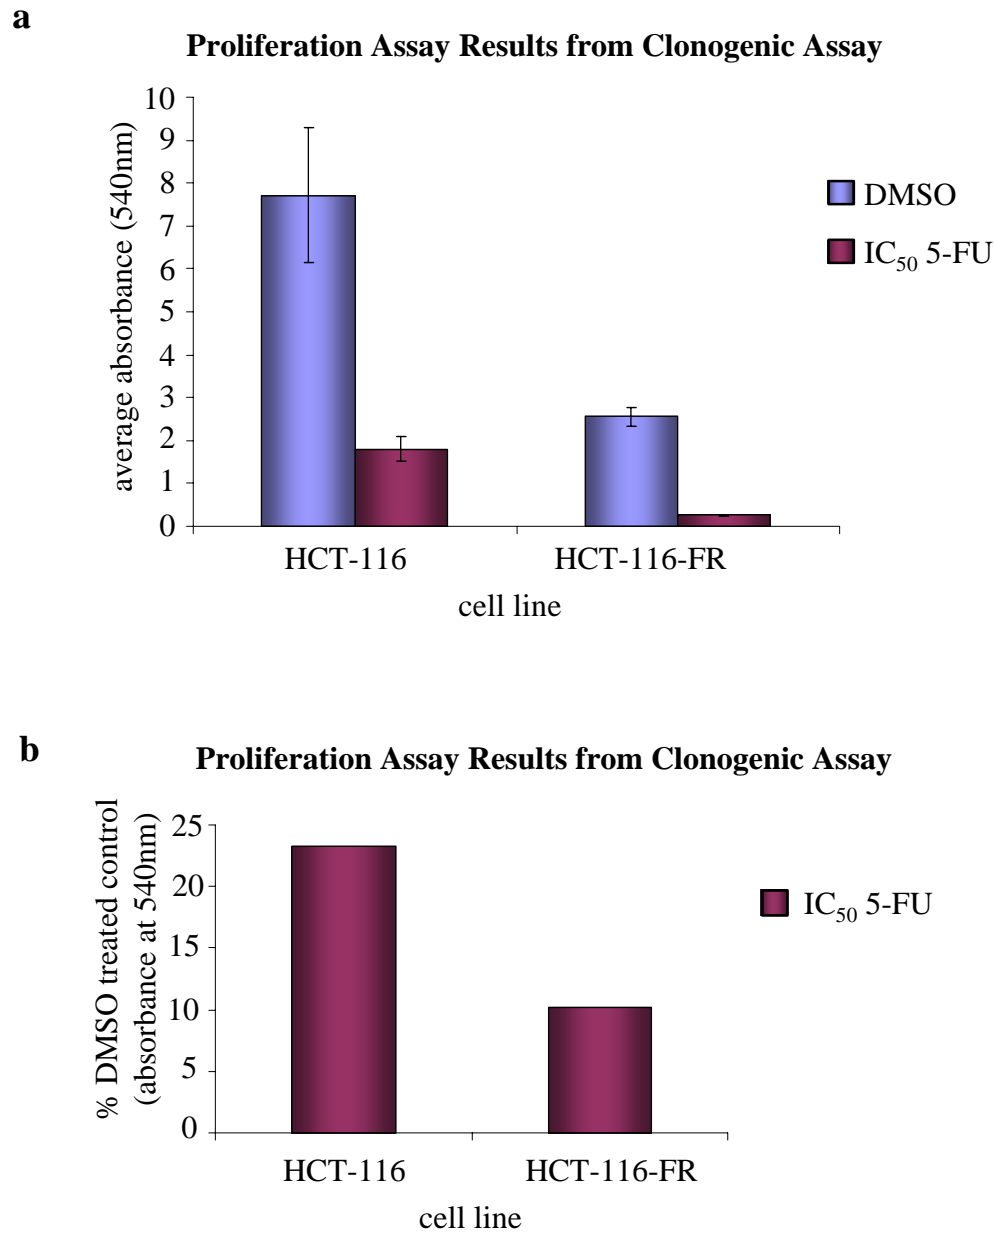 a
Proliferation Assay Results from Clonogenic Assay
average absorbance (540nm)
10
9
8
7
6
5
4
3
2
1
0
HCT-116
HCT-116-FR
cell line
DMSO
IC50 5-FU
b
Proliferation Assay Results from Clonogenic Assay
% DMSO treated control
(absorbance at 540nm)
25
20
15
10
5
0
HCT-116
HCT-116-FR
cell line
IC50 5-FU